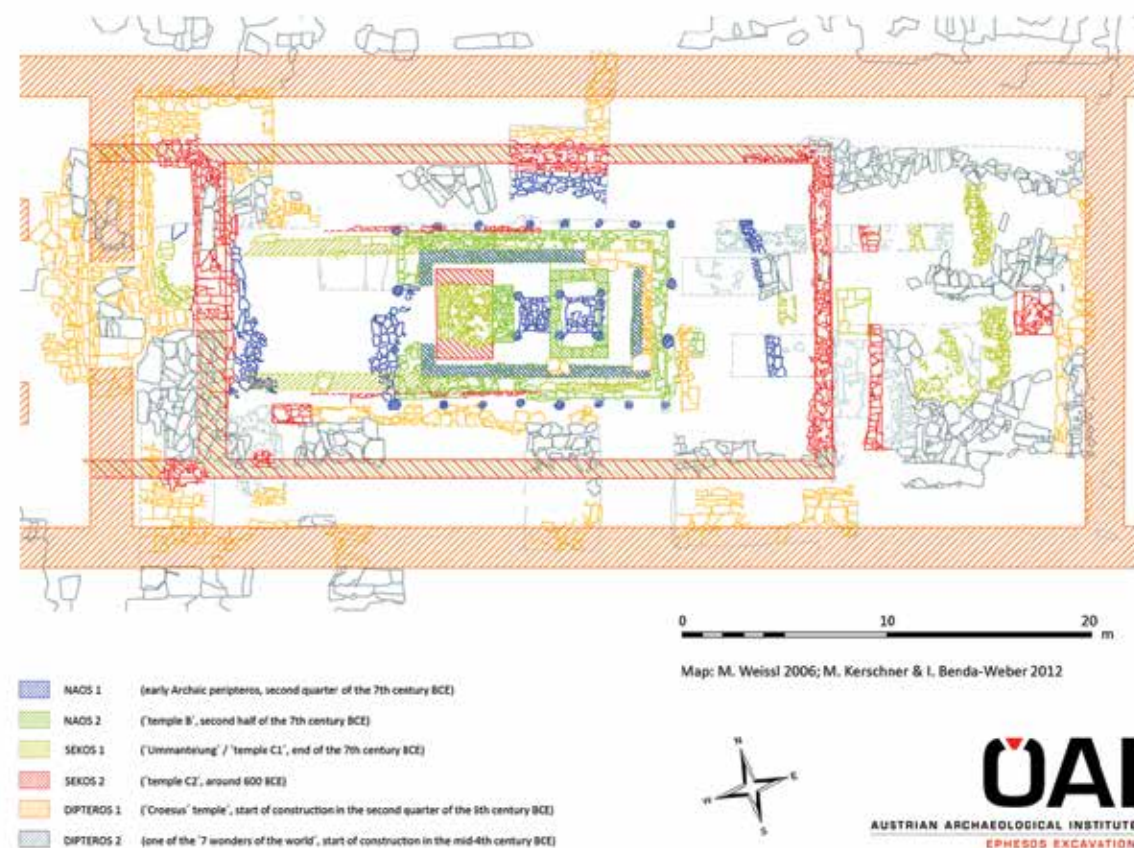 0 10 20 m
Map: M. Weissl 2006; M. Kerschner & I. Benda-Weber 2012
NAOS 1 (early Archaic peripteros, second quarter of the 7th century BCE)
NAOS 2 ('temple B', second half of the 7th century BCE)
SEKOS 1 ('Ummantelung' / 'temple C1', end of the 7th century BCE)
SEKOS 2 ('temple C2', around 600 BCE)
DIPTEROS 1 ('Croesus' temple', start of construction in the second quarter of the 6th century BCE)
DIPTEROS 2 (one of the '7 wonders of the world', start of construction in the mid-4th century BCE)
N
E
W
S
ÖAI
AUSTRIAN ARCHAEOLOGICAL INSTITUTE
EPHESOS EXCAVATION